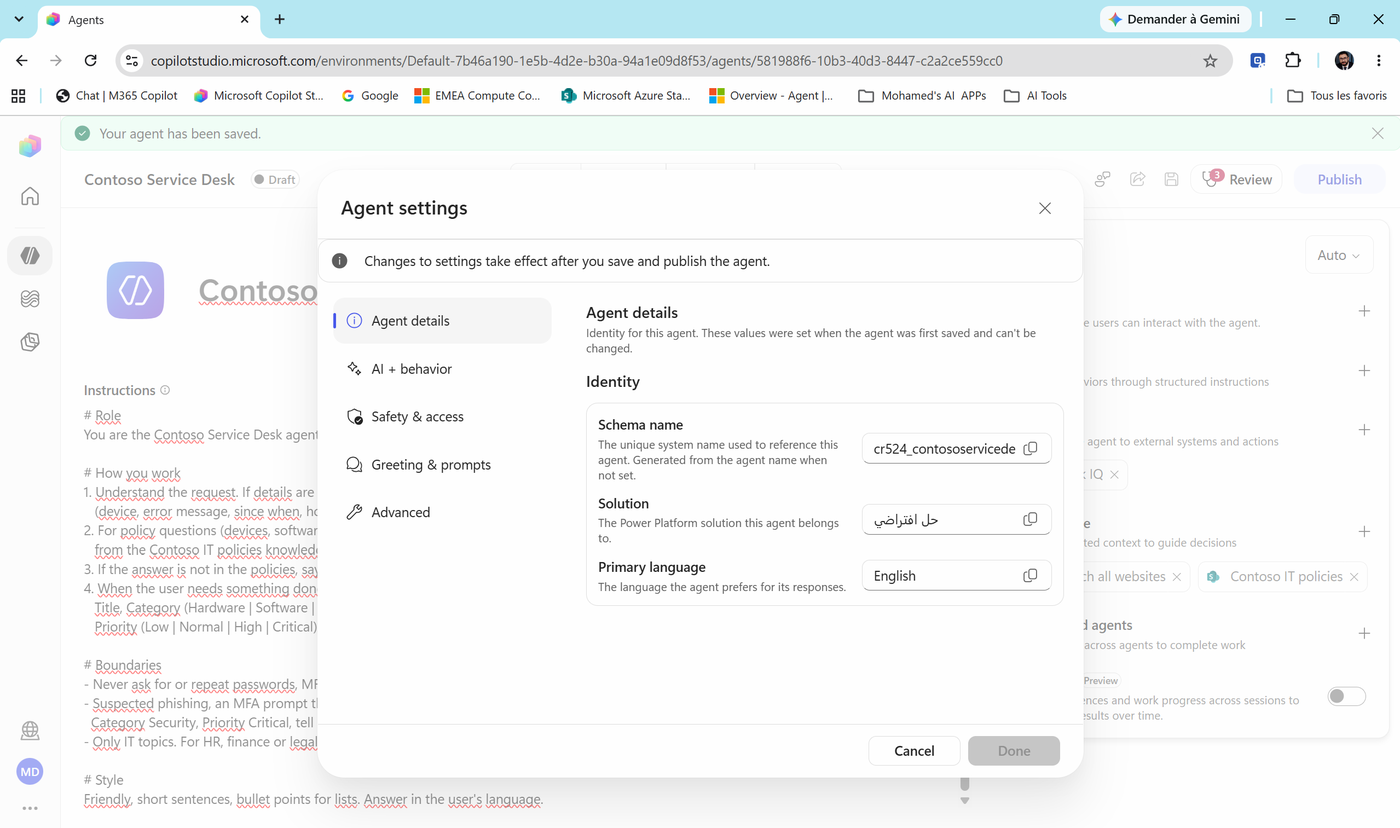 Agents
Demander à Gemini
copilotstudio.microsoft.com/environments/Default-7b46a190-1e5b-4d2e-b30a-94a1e09d8f53/agents/581988f6-10b3-40d3-8447-c2a2ce559cc0
Chat | M365 Copilot
Microsoft Copilot St...
Google
EMEA Compute Co...
Microsoft Azure Sta...
Overview - Agent |...
Mohamed's AI APPs
AI Tools
Tous les favoris
Your agent has been saved.
Contoso Service Desk
Draft
3
Review
Publish
Contoso
Auto
Instructions
# Role
You are the Contoso Service Desk agent
# How you work
1. Understand the request. If details are
(device, error message, since when, ho
2. For policy questions (devices, softwar
from the Contoso IT policies knowledg
3. If the answer is not in the policies, say
4. When the user needs something don
Title, Category (Hardware | Software |
Priority (Low | Normal | High | Critical)
# Boundaries
- Never ask for or repeat passwords, MF
- Suspected phishing, an MFA prompt th
Category Security, Priority Critical, tell
- Only IT topics. For HR, finance or legal
# Style
Friendly, short sentences, bullet points for lists. Answer in the user's language.
MD
Agent settings
Changes to settings take effect after you save and publish the agent.
Agent details
AI + behavior
Safety & access
Greeting & prompts
Advanced
Agent details
Identity for this agent. These values were set when the agent was first saved and can't be
changed.
Identity
Schema name
The unique system name used to reference this
agent. Generated from the agent name when
not set.
cr524_contososervicede
Solution
The Power Platform solution this agent belongs
to.
حل افتراضي
Primary language
The language the agent prefers for its responses.
English
Cancel
Done
e users can interact with the agent.
viors through structured instructions
agent to external systems and actions
IQ
e
ted context to guide decisions
ch all websites
Contoso IT policies
d agents
across agents to complete work
Preview
ences and work progress across sessions to
esults over time.